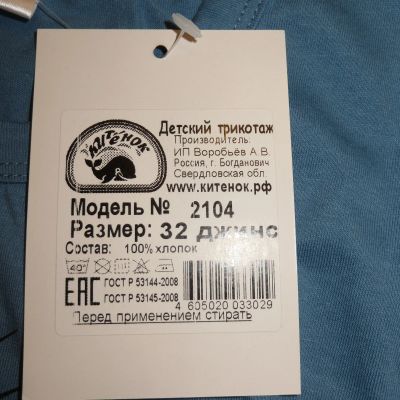 КИТЁНОК
Детский трикотаж
Производитель:
ИП Воробьёв А.В.
Россия, г. Богданович
Свердловская обл.
www.китенок.рф
Модель № 2104
Размер: 32 джинс
Состав: 100% хлопок
40°
EAC ГОСТ Р 53144-2008
ГОСТ Р 53145-2008
4 605020 033029
Перед применением стирать